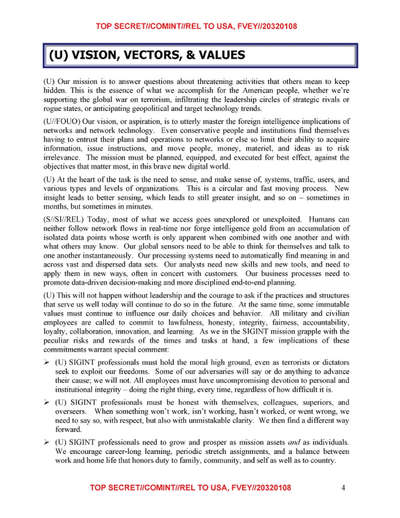 TOP SECRET//COMINT//REL TO USA, FVEY//20320108
(U) VISION, VECTORS, & VALUES
(U) Our mission is to answer questions about threatening activities that others mean to keep
hidden. This is the essence of what we accomplish for the American people, whether we're
supporting the global war on terrorism, infiltrating the leadership circles of strategic rivals or
rogue states, or anticipating geopolitical and target technology trends.
(U//FOUO) Our vision, or aspiration, is to utterly master the foreign intelligence implications of
networks and network technology. Even conservative people and institutions find themselves
having to entrust their plans and operations to networks or else so limit their ability to acquire
information, issue instructions, and move people, money, materiel, and ideas as to risk
irrelevance. The mission must be planned, equipped, and executed for best effect, against the
objectives that matter most, in this brave new digital world.
(U) At the heart of the task is the need to sense, and make sense of, systems, traffic, users, and
various types and levels of organizations. This is a circular and fast moving process. New
insight leads to better sensing, which leads to still greater insight, and so on – sometimes in
months, but sometimes in minutes.
(S//SI//REL) Today, most of what we access goes unexplored or unexploited. Humans can
neither follow network flows in real-time nor forge intelligence gold from an accumulation of
isolated data points whose worth is only apparent when combined with one another and with
what others may know. Our global sensors need to be able to think for themselves and talk to
one another instantaneously. Our processing systems need to automatically find meaning in and
across vast and dispersed data sets. Our analysts need new skills and new tools, and need to
apply them in new ways, often in concert with customers. Our business processes need to
promote data-driven decision-making and more disciplined end-to-end planning.
(U) This will not happen without leadership and the courage to ask if the practices and structures
that serve us well today will continue to do so in the future. At the same time, some immutable
values must continue to influence our daily choices and behavior. All military and civilian
employees are called to commit to lawfulness, honesty, integrity, fairness, accountability,
loyalty, collaboration, innovation, and learning. As we in the SIGINT mission grapple with the
peculiar risks and rewards of the times and tasks at hand, a few implications of these
commitments warrant special comment:
➢ (U) SIGINT professionals must hold the moral high ground, even as terrorists or dictators
seek to exploit our freedoms. Some of our adversaries will say or do anything to advance
their cause; we will not. All employees must have uncompromising devotion to personal and
institutional integrity – doing the right thing, every time, regardless of how difficult it is.
➢ (U) SIGINT professionals must be honest with themselves, colleagues, superiors, and
overseers. When something won't work, isn't working, hasn't worked, or went wrong, we
need to say so, with respect, but also with unmistakable clarity. We then find a different way
forward.
➢ (U) SIGINT professionals need to grow and prosper as mission assets and as individuals.
We encourage career-long learning, periodic stretch assignments, and a balance between
work and home life that honors duty to family, community, and self as well as to country.
TOP SECRET//COMINT//REL TO USA, FVEY//20320108
4